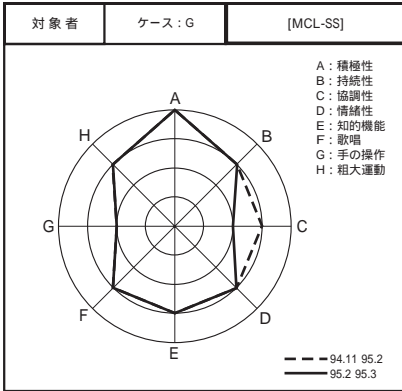 対象者 ケース：G [MCL-SS]
A：積極性
B：持続性
C：協調性
D：情緒性
E：知的機能
F：歌唱
G：手の操作
H：粗大運動
A
H B
G C
F D
E
94.11 95.2
95.2 95.3